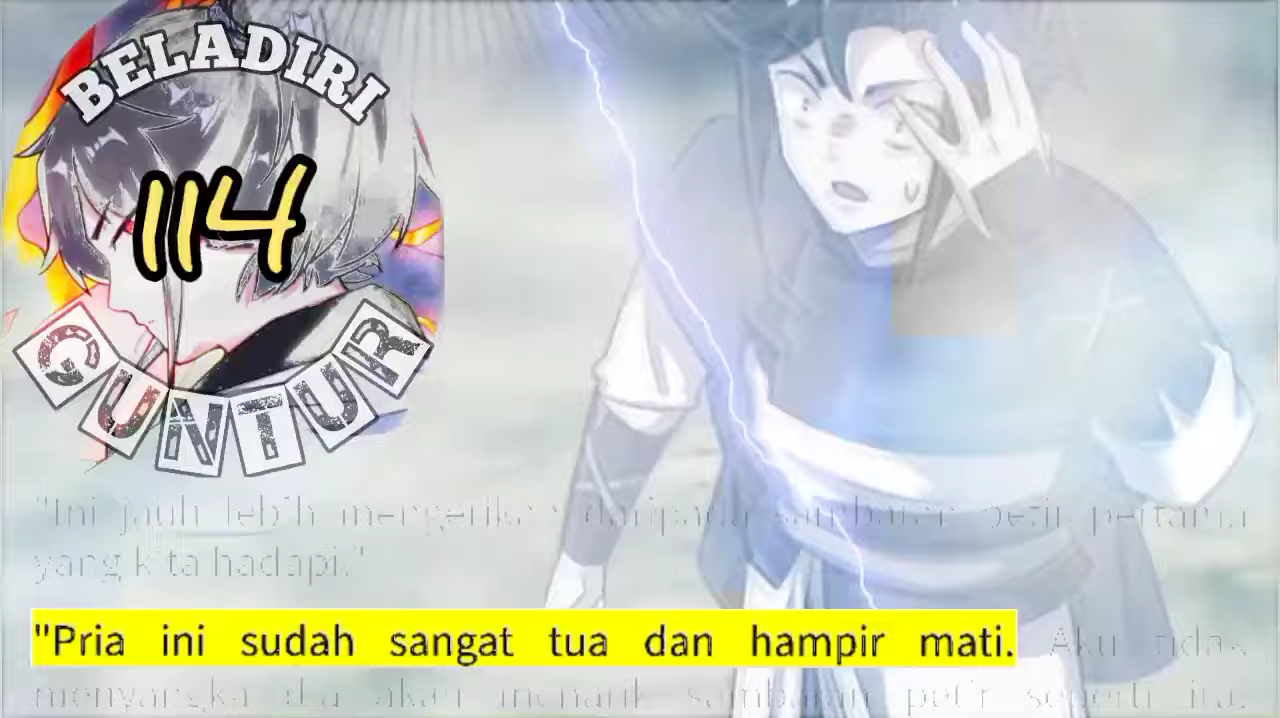 BELADIRI
114
GUNTUR
"Ini jauh lebih mengerikan daripada sambaran petir pertama
yang kita hadapi."
"Pria ini sudah sangat tua dan hampir mati. Aku tidak
menyangka dia akan menarik sambaran petir seperti itu.